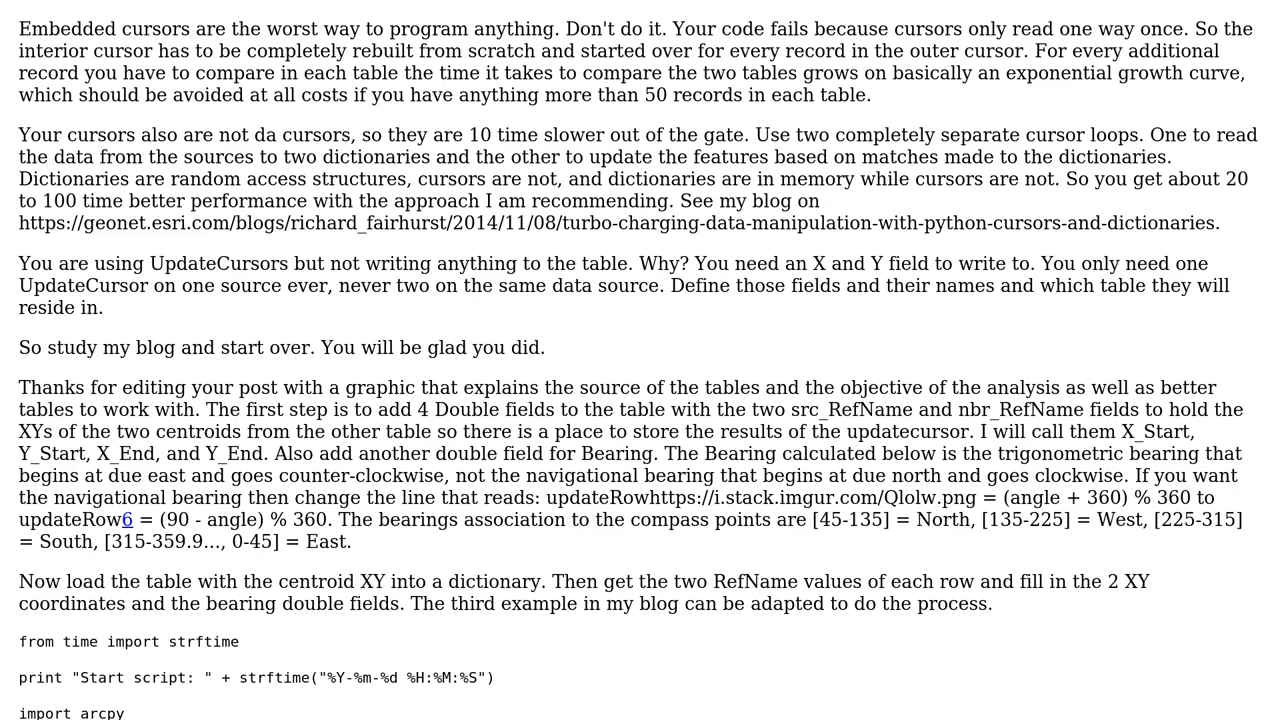 Embedded cursors are the worst way to program anything. Don't do it. Your code fails because cursors only read one way once. So the
interior cursor has to be completely rebuilt from scratch and started over for every record in the outer cursor. For every additional
record you have to compare in each table the time it takes to compare the two tables grows on basically an exponential growth curve,
which should be avoided at all costs if you have anything more than 50 records in each table.
Your cursors also are not da cursors, so they are 10 time slower out of the gate. Use two completely separate cursor loops. One to read
the data from the sources to two dictionaries and the other to update the features based on matches made to the dictionaries.
Dictionaries are random access structures, cursors are not, and dictionaries are in memory while cursors are not. So you get about 20
to 100 time better performance with the approach I am recommending. See my blog on
https://geonet.esri.com/blogs/richard_fairhurst/2014/11/08/turbo-charging-data-manipulation-with-python-cursors-and-dictionaries.
You are using UpdateCursors but not writing anything to the table. Why? You need an X and Y field to write to. You only need one
UpdateCursor on one source ever, never two on the same data source. Define those fields and their names and which table they will
reside in.
So study my blog and start over. You will be glad you did.
Thanks for editing your post with a graphic that explains the source of the tables and the objective of the analysis as well as better
tables to work with. The first step is to add 4 Double fields to the table with the two src_RefName and nbr_RefName fields to hold the
XYs of the two centroids from the other table so there is a place to store the results of the updatecursor. I will call them X_Start,
Y_Start, X_End, and Y_End. Also add another double field for Bearing. The Bearing calculated below is the trigonometric bearing that
begins at due east and goes counter-clockwise, not the navigational bearing that begins at due north and goes clockwise. If you want
the navigational bearing then change the line that reads: updateRowhttps://i.stack.imgur.com/Qlolw.png = (angle + 360) % 360 to
updateRow6 = (90 - angle) % 360. The bearings association to the compass points are [45-135] = North, [135-225] = West, [225-315]
= South, [315-359.9..., 0-45] = East.
Now load the table with the centroid XY into a dictionary. Then get the two RefName values of each row and fill in the 2 XY
coordinates and the bearing double fields. The third example in my blog can be adapted to do the process.
from time import strftime
print "Start script: " + strftime("%Y-%m-%d %H:%M:%S")
import arcpy